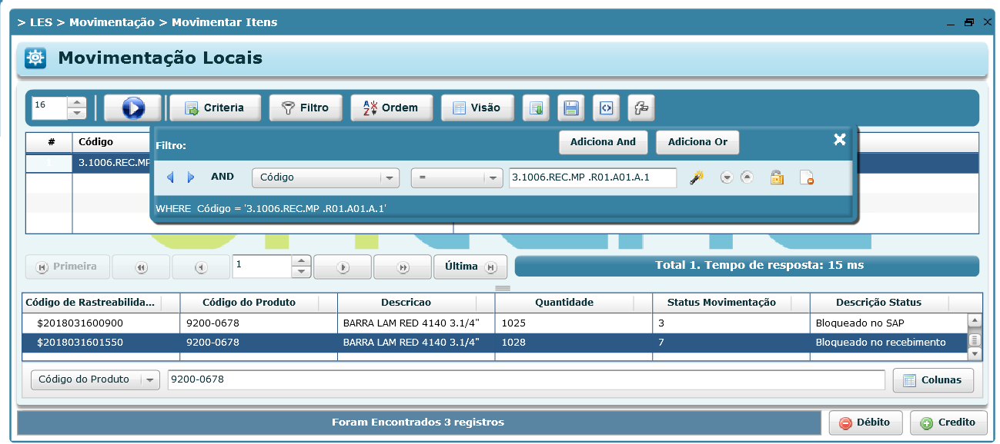 > LES > Movimentação > Movimentar Itens
Movimentação Locais
16 Criteria Filtro Ordem Visão
# Código
Filtro: Adiciona And Adiciona Or
1 3.1006.REC.MP
AND Código = 3.1006.REC.MP .R01.A01.A.1
WHERE Código = '3.1006.REC.MP .R01.A01.A.1'
Primeira 1 Última Total 1. Tempo de resposta: 15 ms
Código de Rastreabilida... Código do Produto Descricao Quantidade Status Movimentação Descrição Status
$2018031600900 9200-0678 BARRA LAM RED 4140 3.1/4" 1025 3 Bloqueado no SAP
$2018031601550 9200-0678 BARRA LAM RED 4140 3.1/4" 1028 7 Bloqueado no recebimento
Código do Produto 9200-0678 Colunas
Foram Encontrados 3 registros Débito Credito